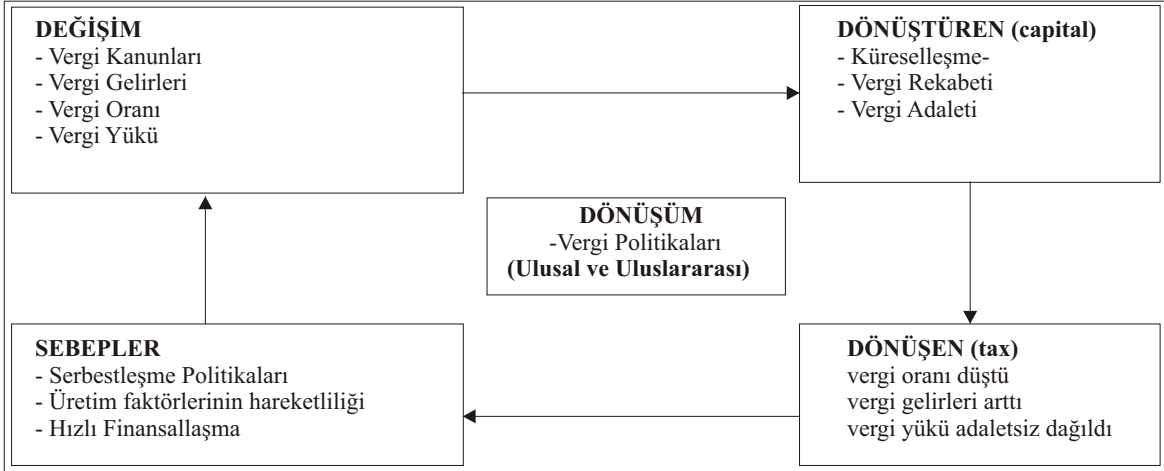 DEĞİŞİM
- Vergi Kanunları
- Vergi Gelirleri
- Vergi Oranı
- Vergi Yükü
DÖNÜŞTÜREN (capital)
- Küreselleşme-
- Vergi Rekabeti
- Vergi Adaleti
DÖNÜŞÜM
-Vergi Politikaları
(Ulusal ve Uluslararası)
SEBEPLER
- Serbestleşme Politikaları
- Üretim faktörlerinin hareketliliği
- Hızlı Finansallaşma
DÖNÜŞEN (tax)
vergi oranı düştü
vergi gelirleri arttı
vergi yükü adaletsiz dağıldı